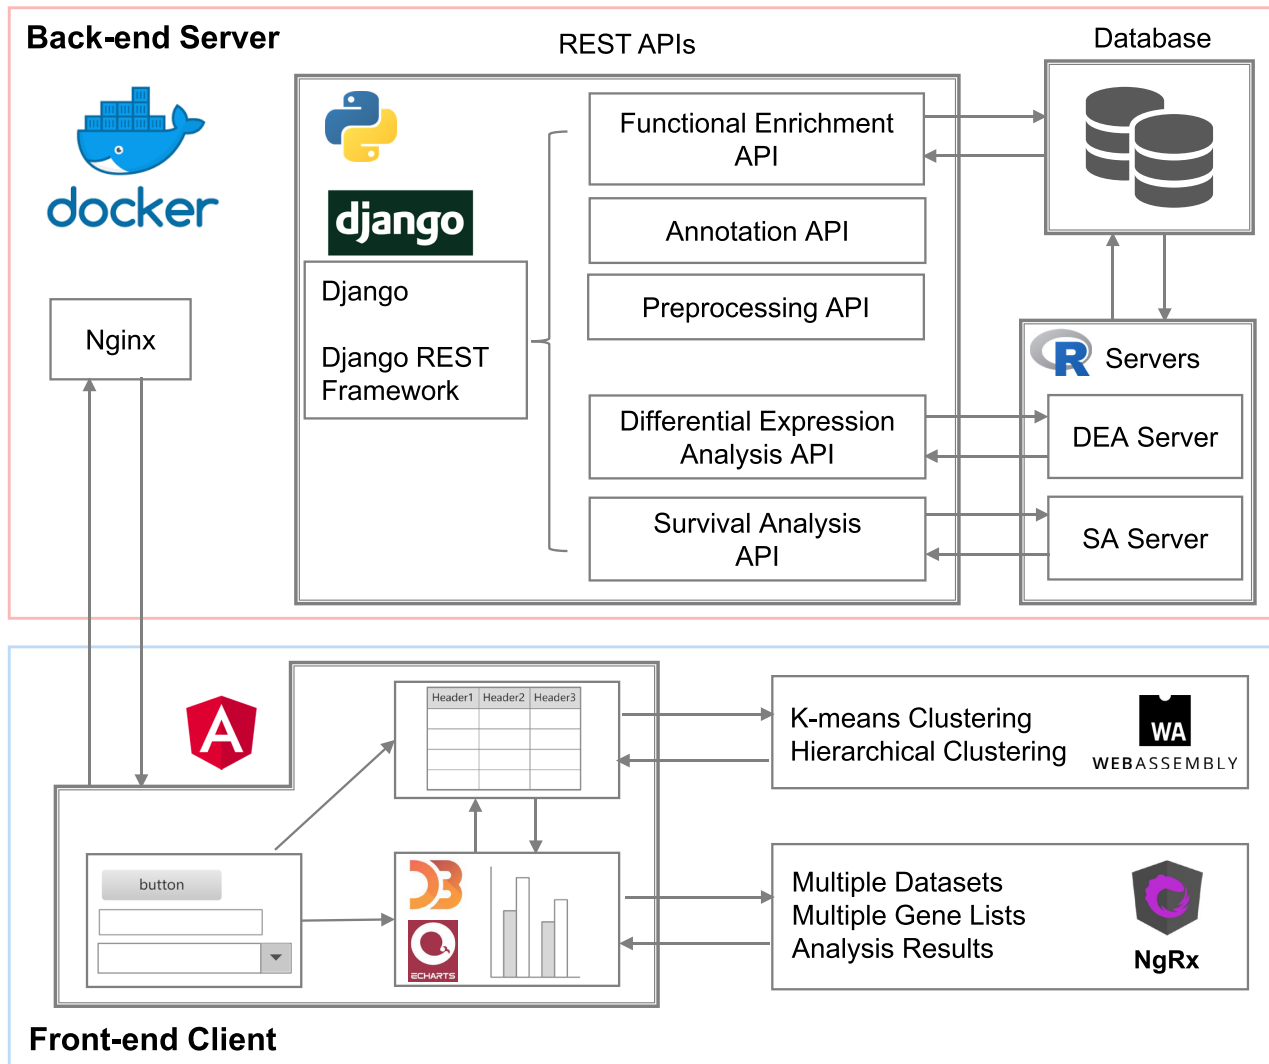 Back-end Server
REST APIs
Database
docker
django
Django
Django REST
Framework
Functional Enrichment
API
Annotation API
Preprocessing API
Differential Expression
Analysis API
Survival Analysis
API
R
Servers
DEA Server
SA Server
Nginx
A
Header1 Header2 Header3
K-means Clustering
Hierarchical Clustering
WA
WEBASSEMBLY
button
D3
ECHARTS
Multiple Datasets
Multiple Gene Lists
Analysis Results
NgRx
Front-end Client